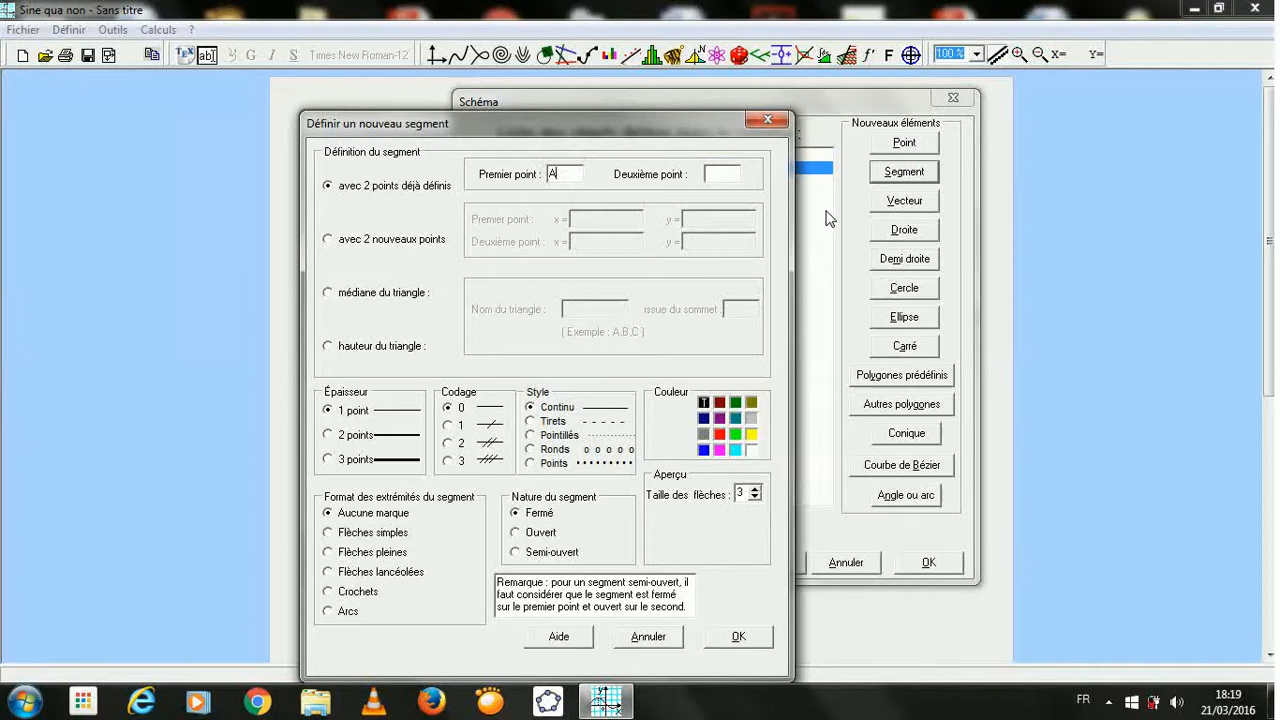 Sine qua non - Sans titre
Fichier Définir Outils Calculs ?
TEX ab| G I S Times New Roman-12 f' F 100 % X= Y=
Schéma
Définir un nouveau segment
Nouveaux éléments
Définition du segment
Point
avec 2 points déjà définis
Premier point : A
Deuxième point :
Segment
Vecteur
avec 2 nouveaux points
Premier point : x = y =
Deuxième point : x = y =
Droite
Demi droite
médiane du triangle :
Nom du triangle : issue du sommet :
( Exemple : A,B,C )
Cercle
Ellipse
hauteur du triangle :
Carré
Polygones prédéfinis
Autres polygones
Conique
Courbe de Bézier
Angle ou arc
Épaisseur
1 point
2 points
3 points
Codage
0
1
2
3
Style
Continu
Tirets
Pointillés
Ronds
Points
Couleur
T
Aperçu
Taille des flèches : 3
Format des extrémités du segment
Aucune marque
Flèches simples
Flèches pleines
Flèches lancéolées
Crochets
Arcs
Nature du segment
Fermé
Ouvert
Semi-ouvert
Remarque : pour un segment semi-ouvert, il
faut considérer que le segment est fermé
sur le premier point et ouvert sur le second.
Aide Annuler OK
Annuler OK
FR
18:19
21/03/2016